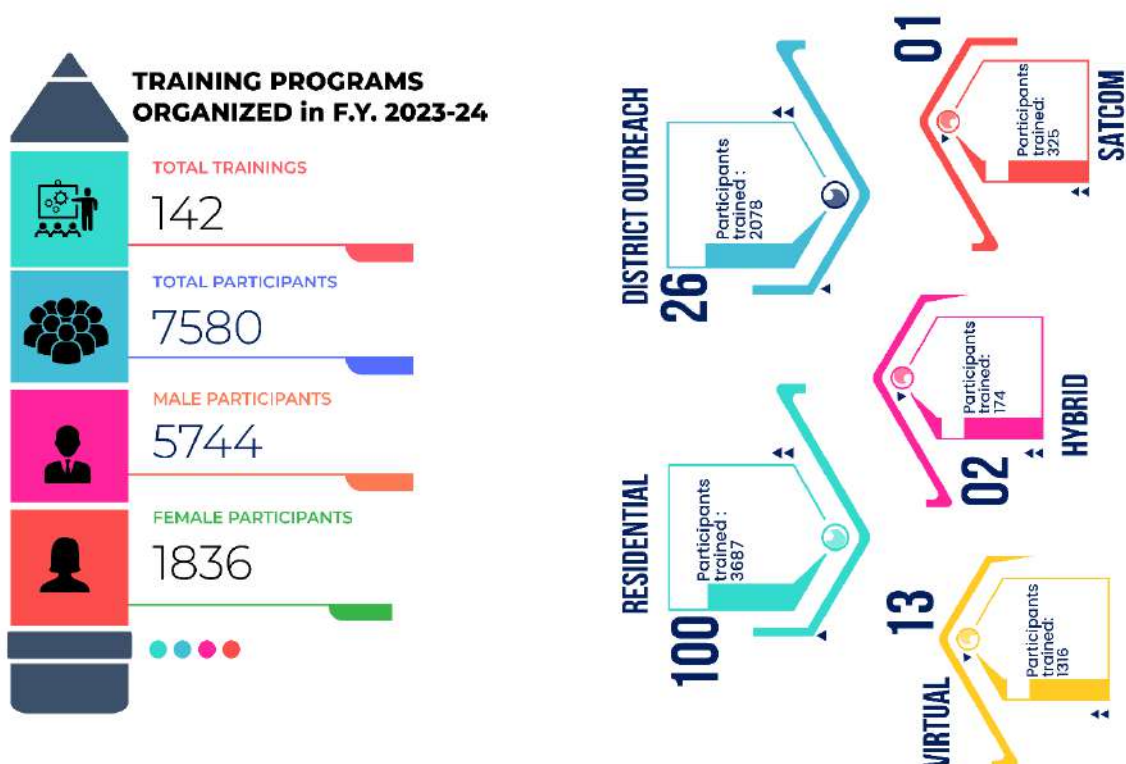 TRAINING PROGRAMS
ORGANIZED in F.Y. 2023-24
TOTAL TRAININGS
142
TOTAL PARTICIPANTS
7580
MALE PARTICIPANTS
5744
FEMALE PARTICIPANTS
1836
RESIDENTIAL
100
Participants
trained :
3687
DISTRICT OUTREACH
26
Participants
trained :
2078
VIRTUAL
13
Participants
trained:
1316
02
Participants
trained:
174
HYBRID
01
Participants
trained:
325
SATCOM